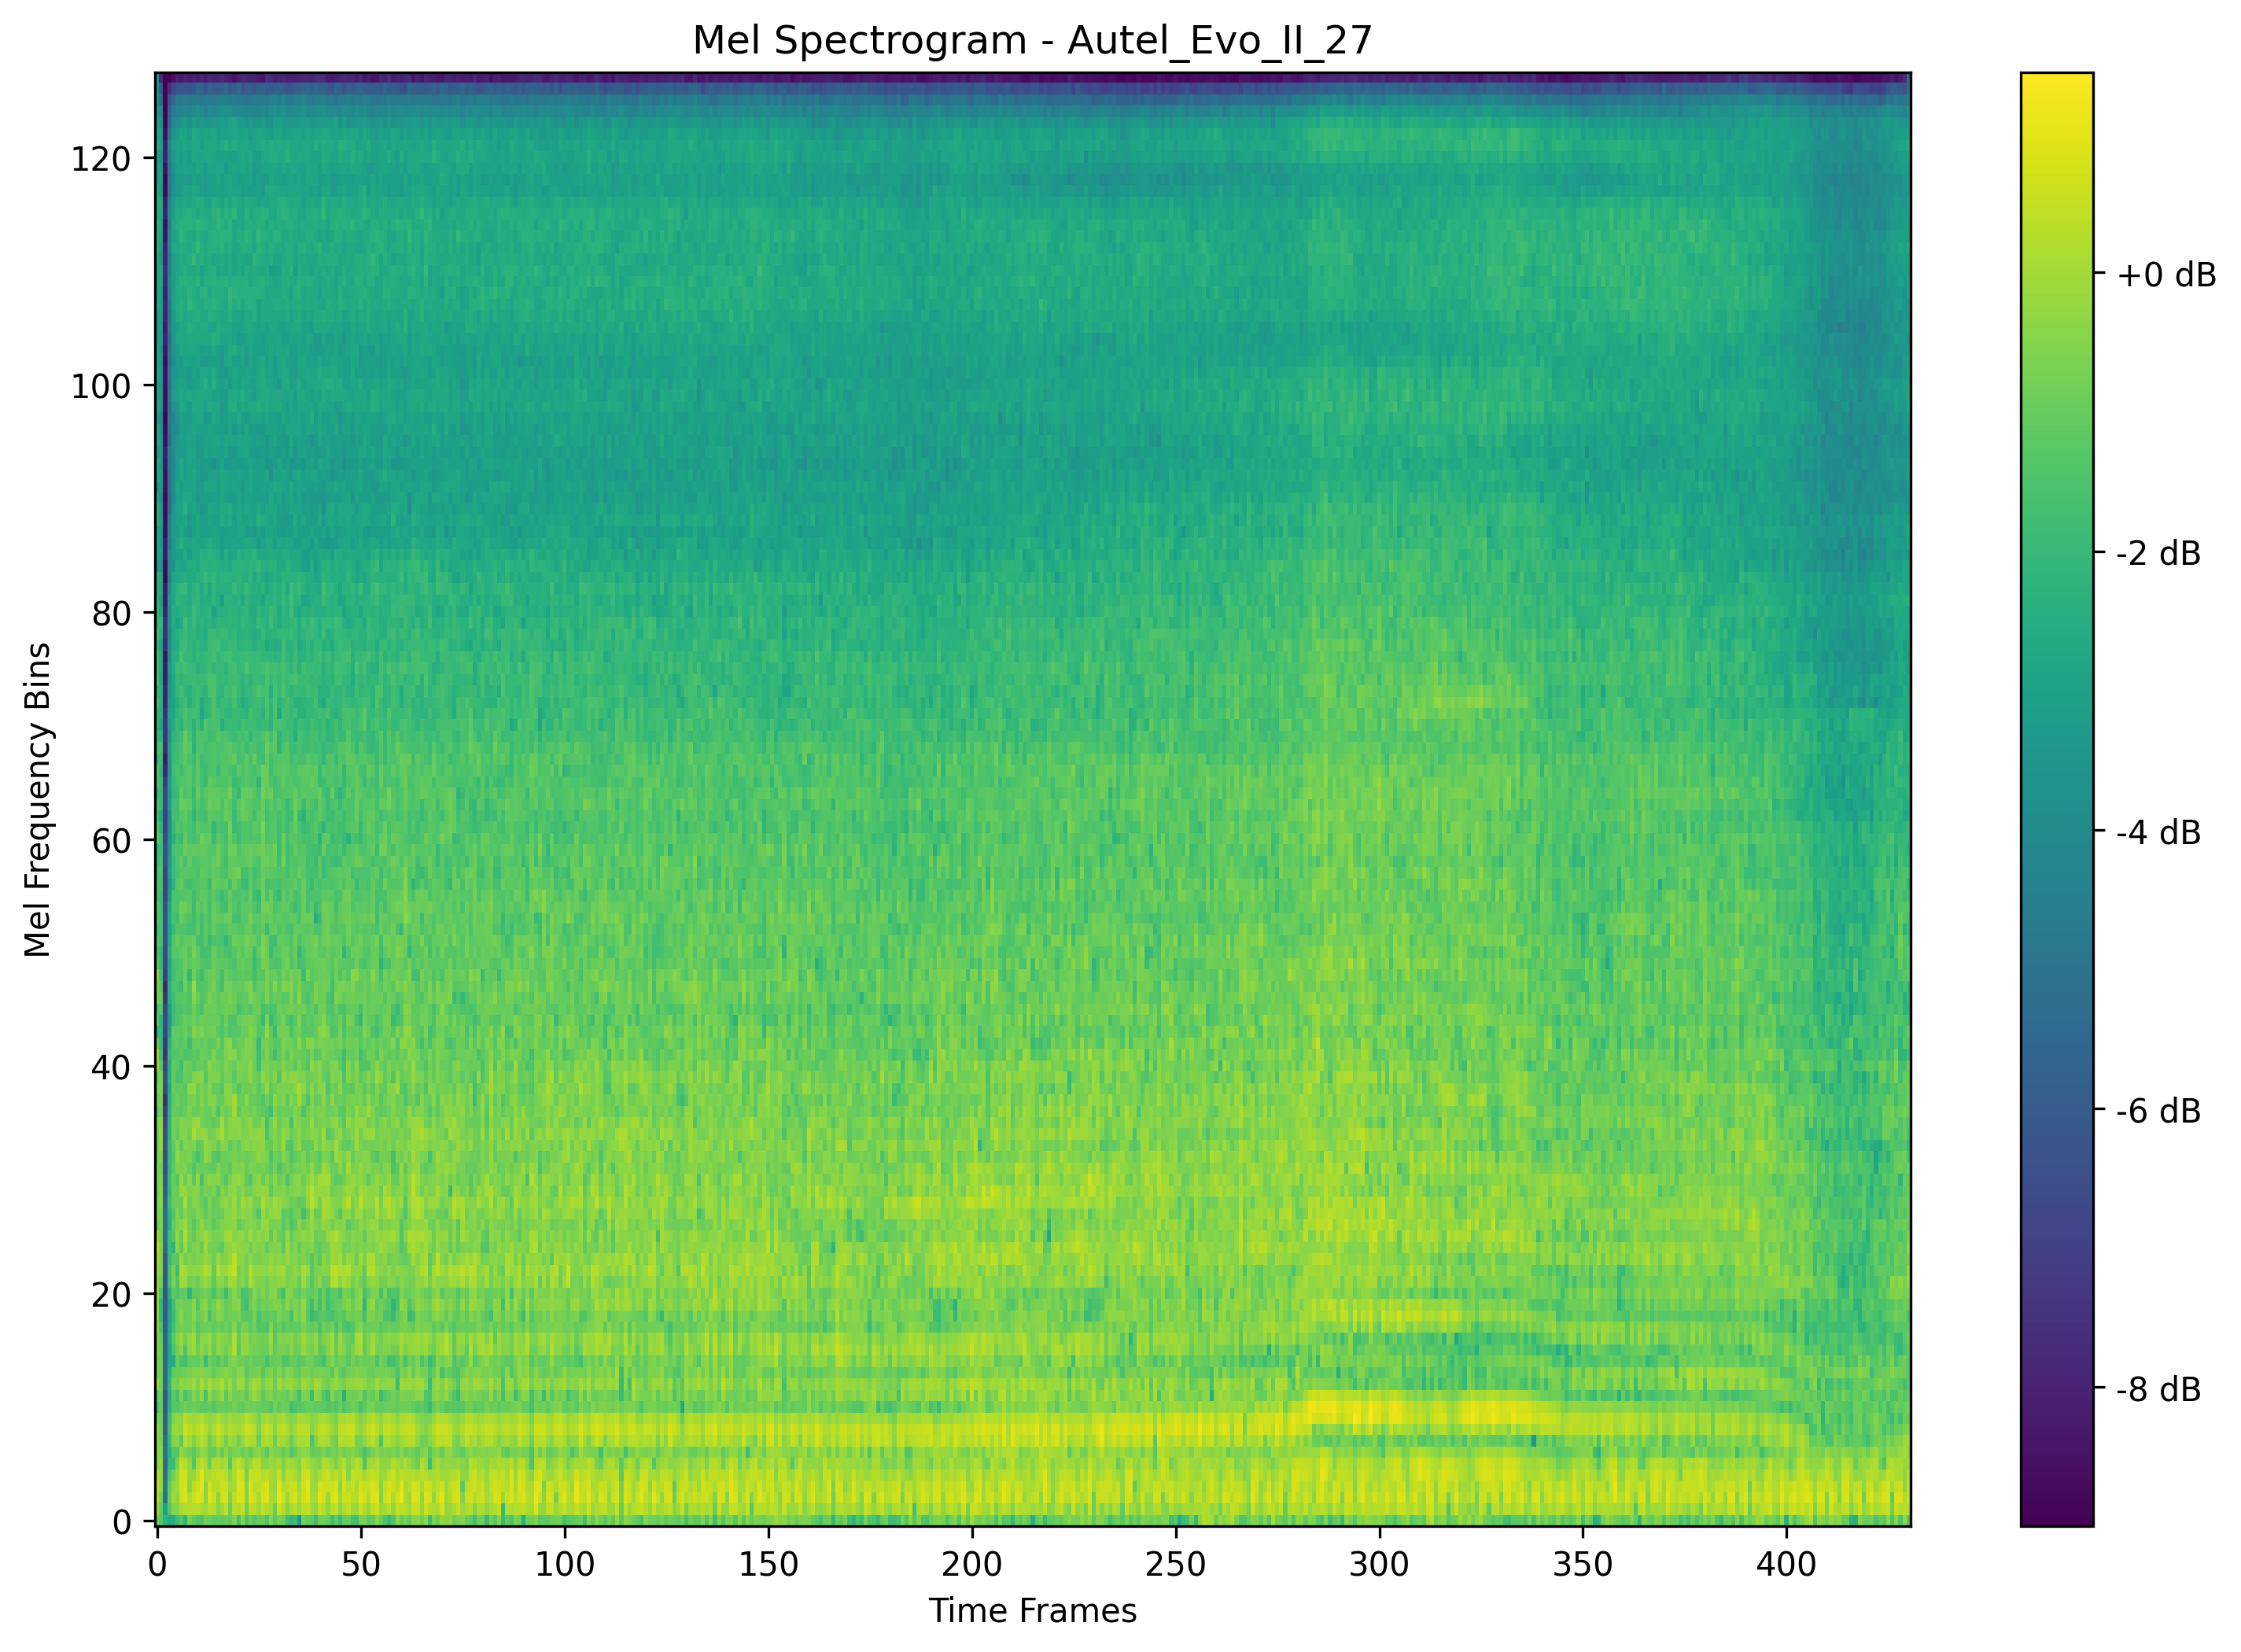 Mel Spectrogram - Autel_Evo_II_27
Mel Frequency Bins
120
100
80
60
40
20
0
0 50 100 150 200 250 300 350 400
Time Frames
+0 dB
-2 dB
-4 dB
-6 dB
-8 dB